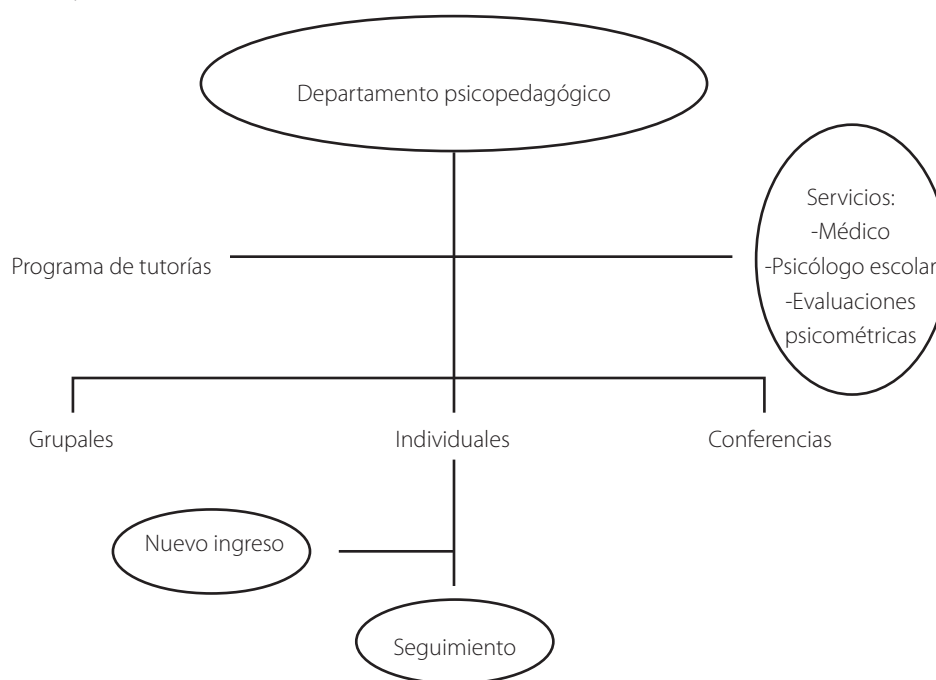 Departamento psicopedagógico
Servicios:
-Médico
-Psicólogo escolar
-Evaluaciones
psicométricas
Programa de tutorías
Grupales
Individuales
Conferencias
Nuevo ingreso
Seguimiento